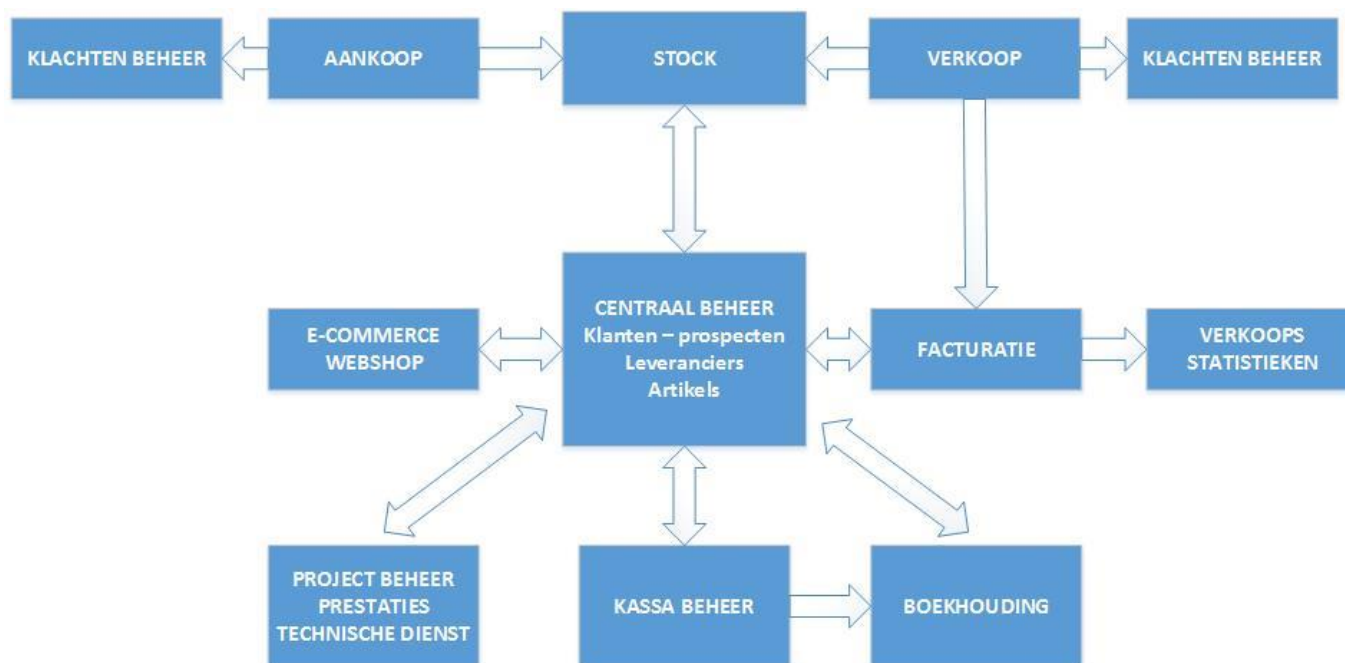 KLACHTEN BEHEER
AANKOOP
STOCK
VERKOOP
KLACHTEN BEHEER
E-COMMERCE
WEBSHOP
CENTRAAL BEHEER
Klanten – prospecten
Leveranciers
Artikels
FACTURATIE
VERKOOPS
STATISTIEKEN
PROJECT BEHEER
PRESTATIES
TECHNISCHE DIENST
KASSA BEHEER
BOEKHOUDING